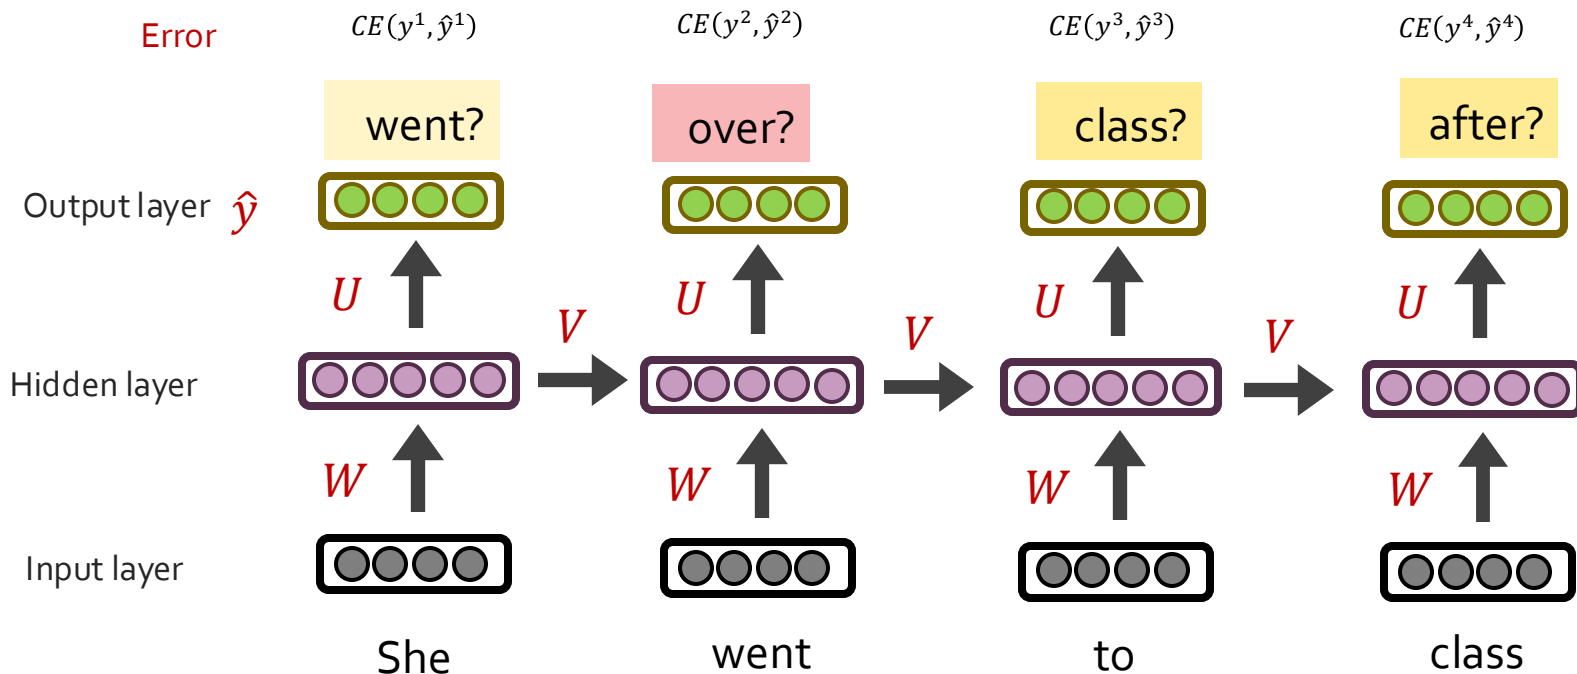 Error CE(y¹, ŷ¹) CE(y², ŷ²) CE(y³, ŷ³) CE(y⁴, ŷ⁴)
went? over? class? after?
Output layer ŷ
U U U U
V V V
Hidden layer
W W W W
Input layer
She went to class